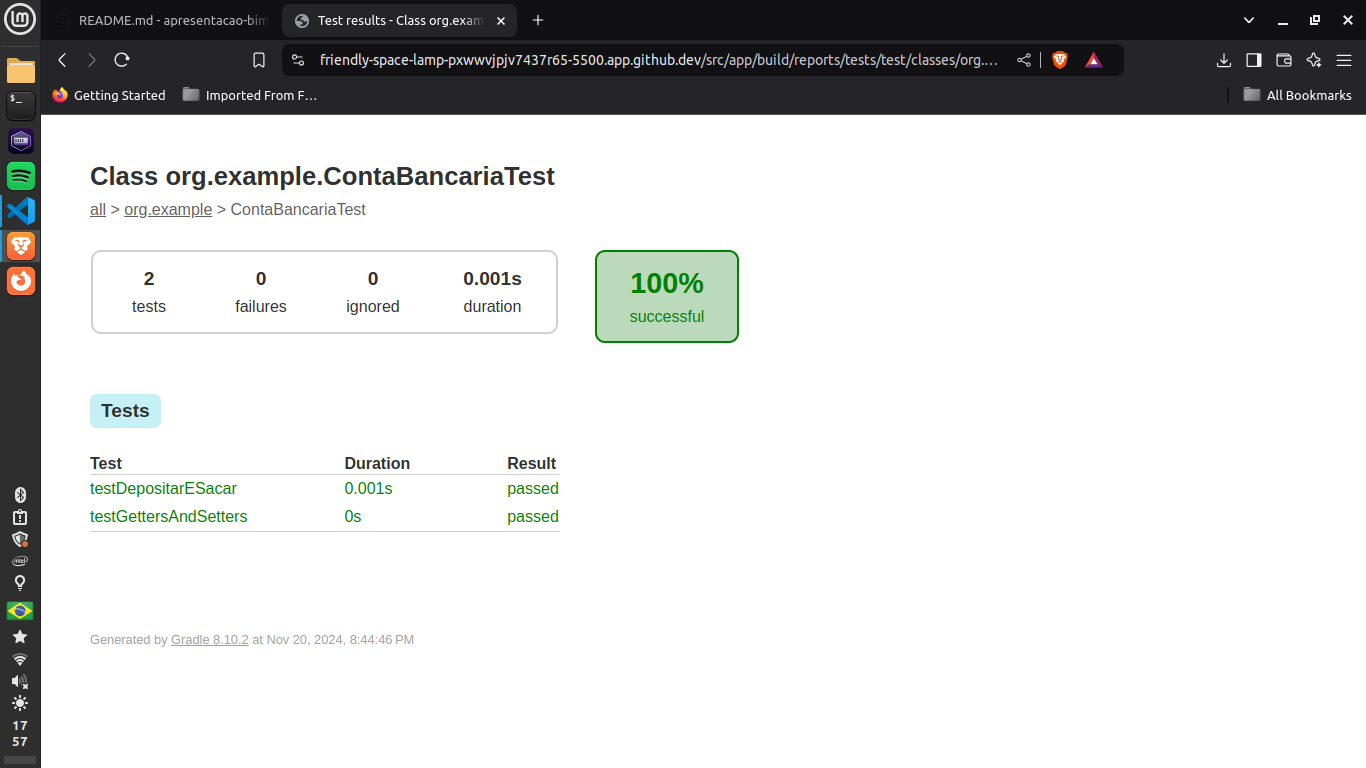 README.md - apresentacao-bim
Test results - Class org.exam
friendly-space-lamp-pxwwvjpjv7437r65-5500.app.github.dev/src/app/build/reports/tests/test/classes/org.…
Getting Started
Imported From F…
All Bookmarks
Class org.example.ContaBancariaTest
all > org.example > ContaBancariaTest
2 0 0 0.001s
tests failures ignored duration
100%
successful
Tests
Test Duration Result
testDepositarESacar 0.001s passed
testGettersAndSetters 0s passed
Generated by Gradle 8.10.2 at Nov 20, 2024, 8:44:46 PM
intel
17
57